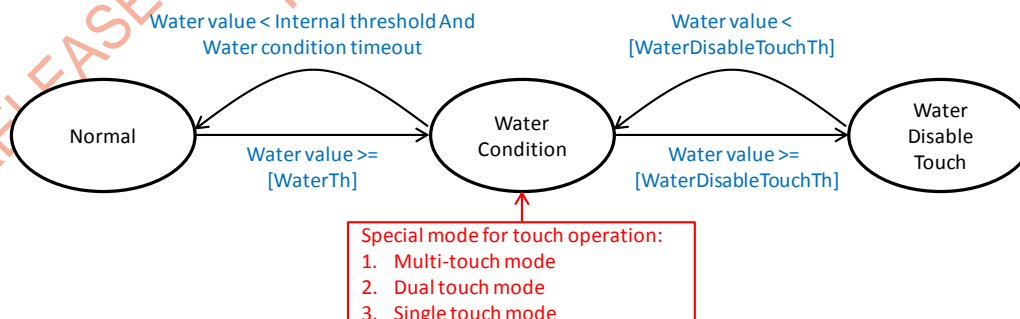 Water value < Internal threshold And
Water condition timeout
Water value <
[WaterDisableTouchTh]
Normal
Water value >=
[WaterTh]
Water
Condition
Water value >=
[WaterDisableTouchTh]
Water
Disable
Touch
Special mode for touch operation:
1. Multi-touch mode
2. Dual touch mode
3. Single touch mode
RELEASE